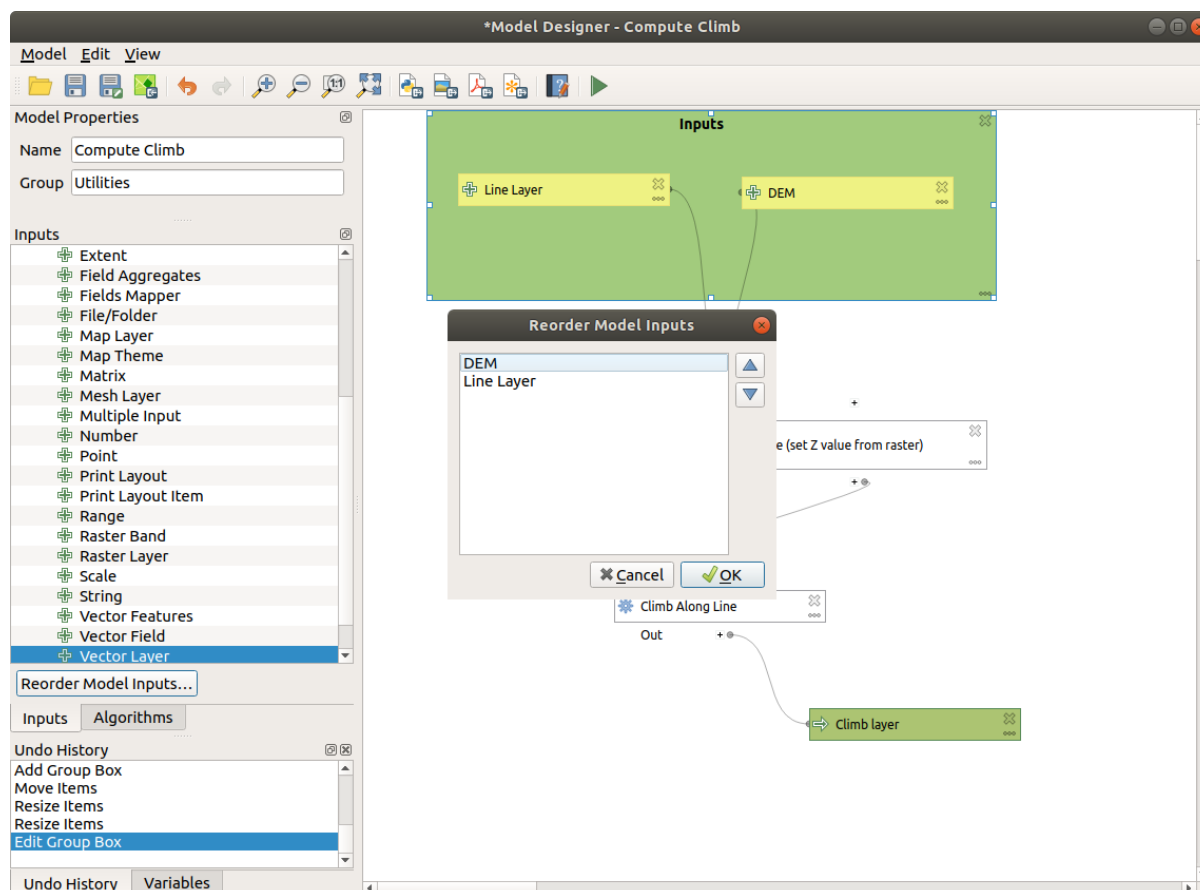 *Model Designer - Compute Climb
Model Edit View
Model Properties
Name Compute Climb
Group Utilities
Inputs
Extent
Field Aggregates
Fields Mapper
File/Folder
Map Layer
Map Theme
Matrix
Mesh Layer
Multiple Input
Number
Point
Print Layout
Print Layout Item
Range
Raster Band
Raster Layer
Scale
String
Vector Features
Vector Field
Vector Layer
Reorder Model Inputs...
Inputs Algorithms
Undo History
Add Group Box
Move Items
Resize Items
Resize Items
Edit Group Box
Undo History Variables
Inputs
Line Layer
DEM
Reorder Model Inputs
DEM
Line Layer
Cancel OK
e (set Z value from raster)
Climb Along Line
Out
Climb layer